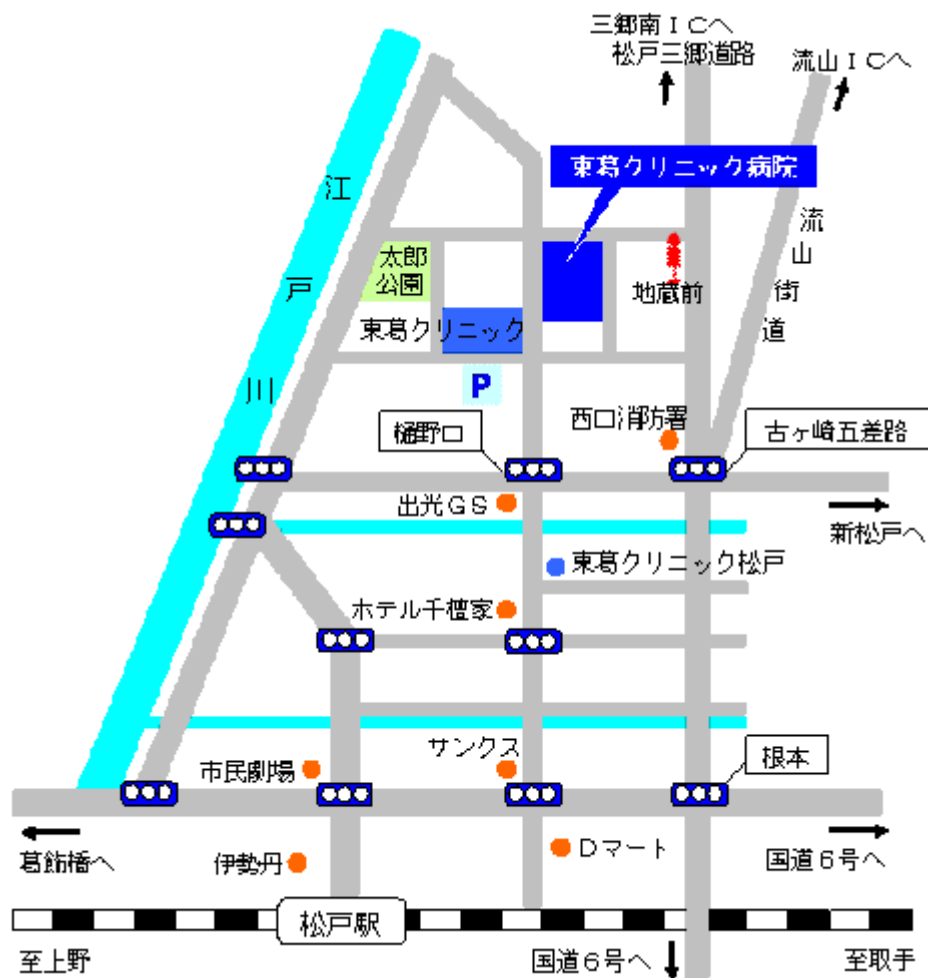 三郷南ＩＣへ
松戸三郷道路
流山ＩＣへ
東葛クリニック病院
江戸川
流山街道
太郎
公園
地蔵前
東葛クリニック
P
西口消防署
樋野口
古ヶ崎五差路
出光ＧＳ
新松戸へ
東葛クリニック松戸
ホテル千檀家
サンクス
市民劇場
根本
葛飾橋へ
伊勢丹
Ｄマート
国道６号へ
松戸駅
至上野
国道６号へ
至取手